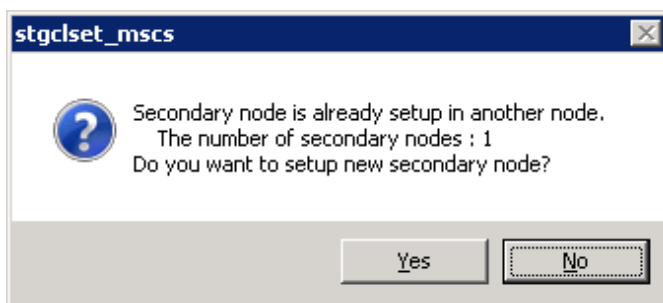 stgclset_mscs
Secondary node is already setup in another node.
The number of secondary nodes : 1
Do you want to setup new secondary node?
Yes
No